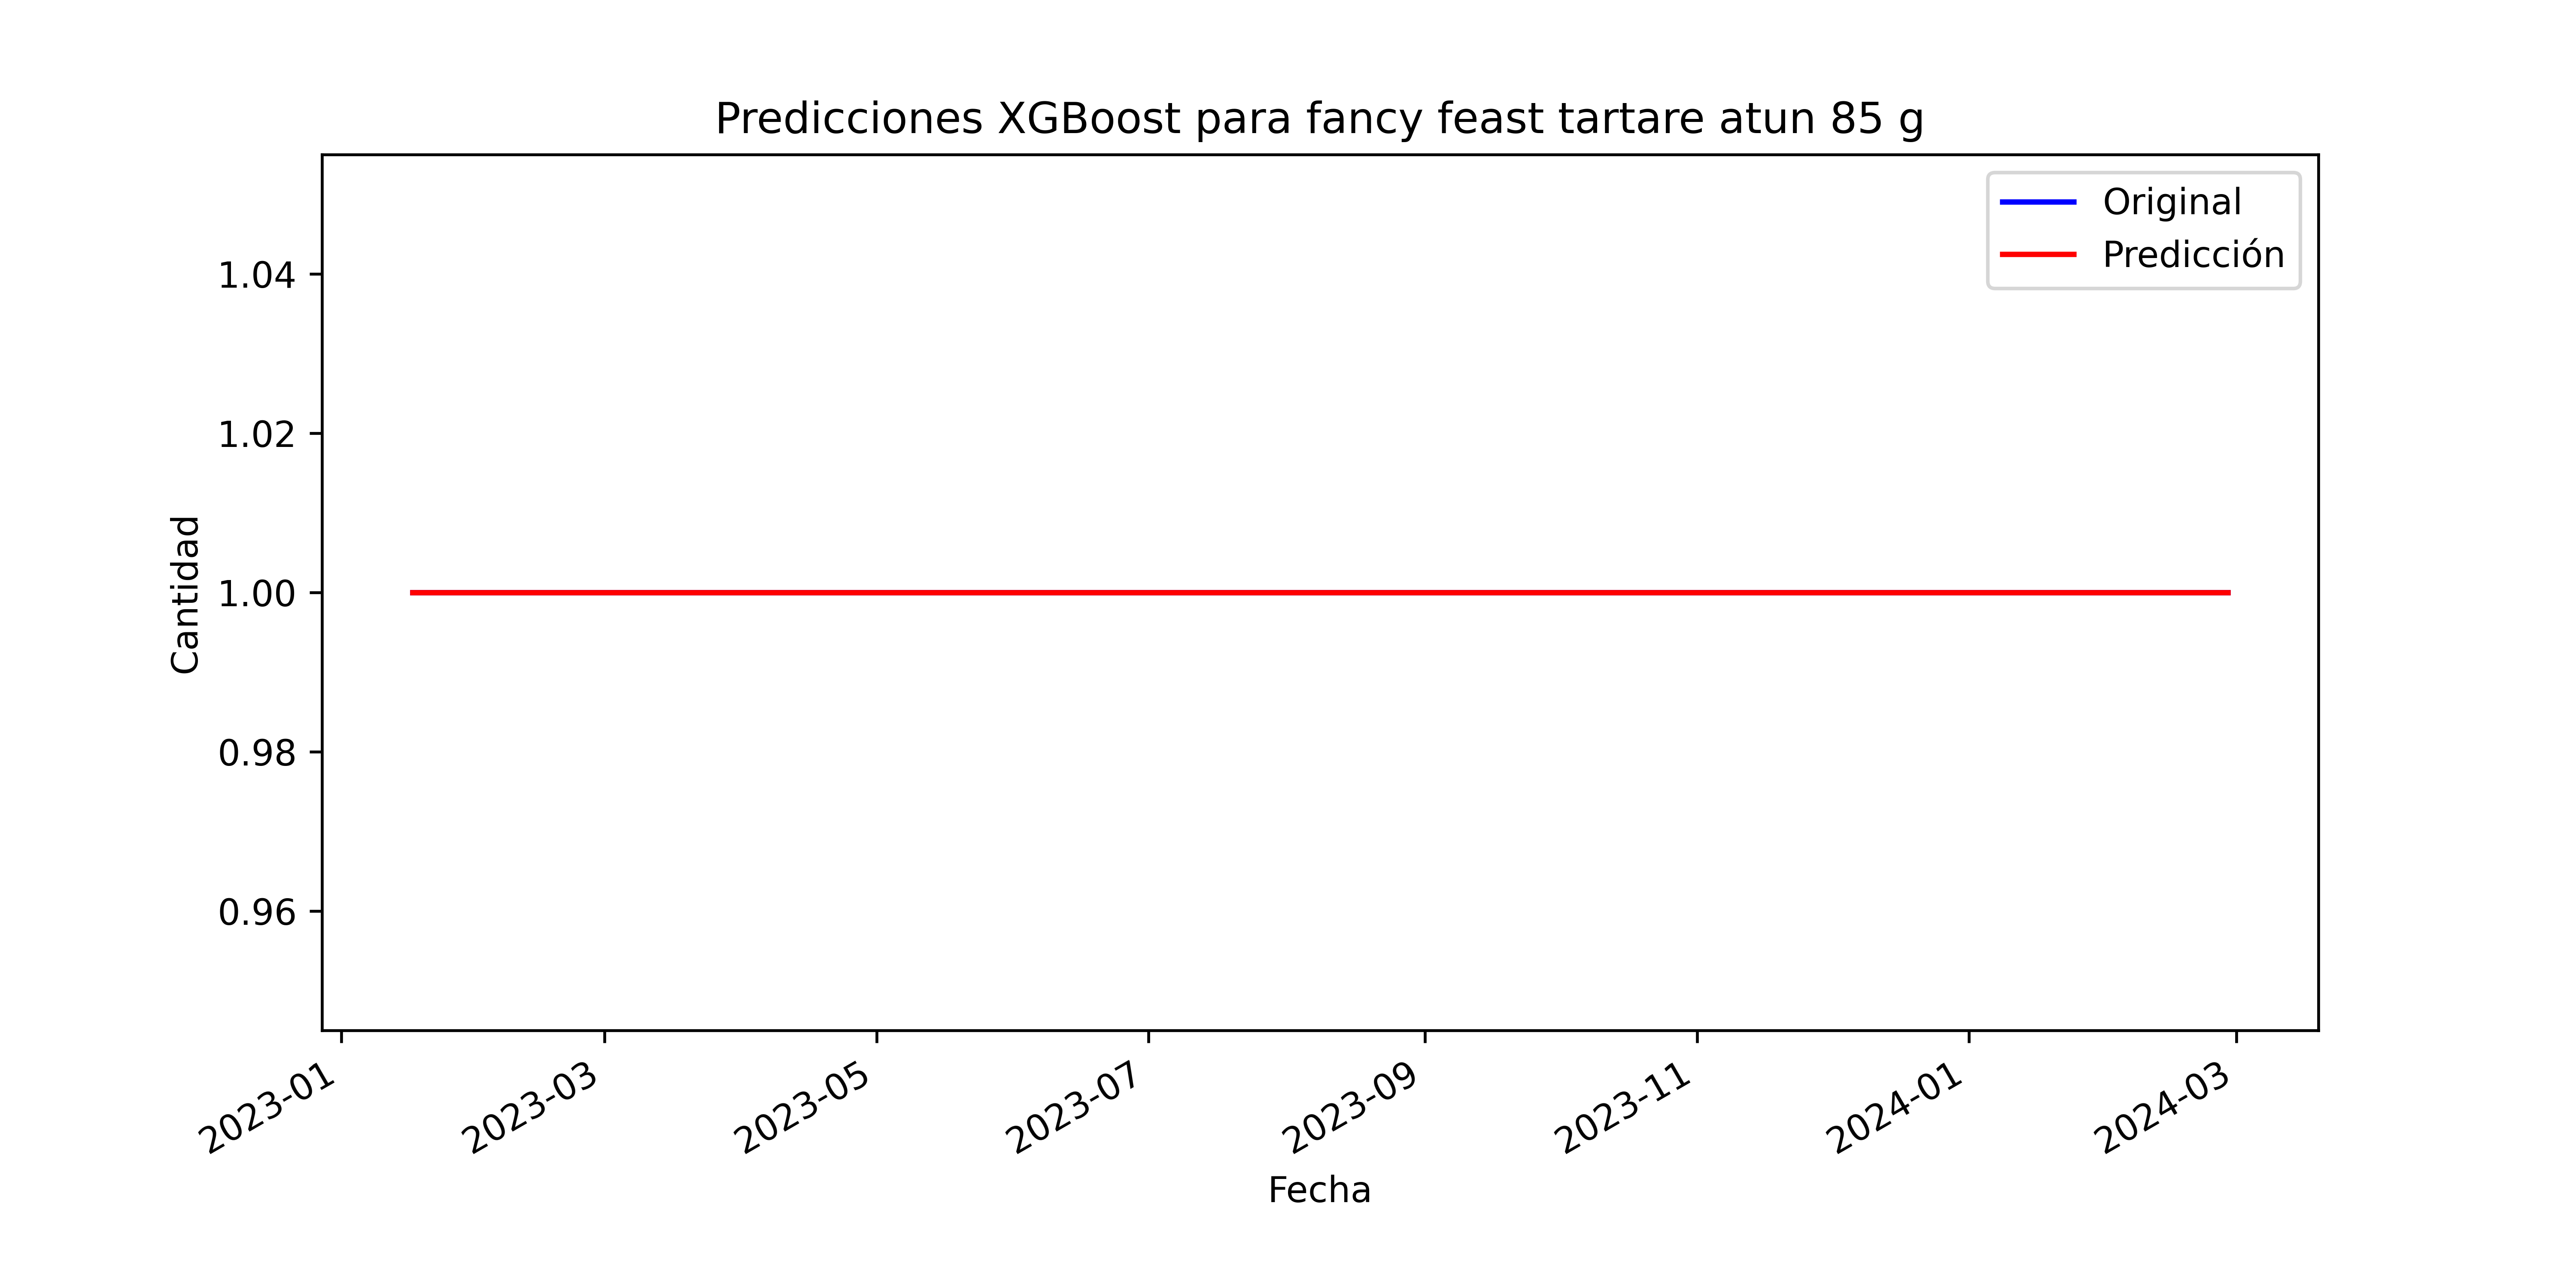 Predicciones XGBoost para fancy feast tartare atun 85 g
Original
Predicción
1.04
1.02
1.00
0.98
0.96
Cantidad
2023-01
2023-03
2023-05
2023-07
2023-09
2023-11
2024-01
2024-03
Fecha